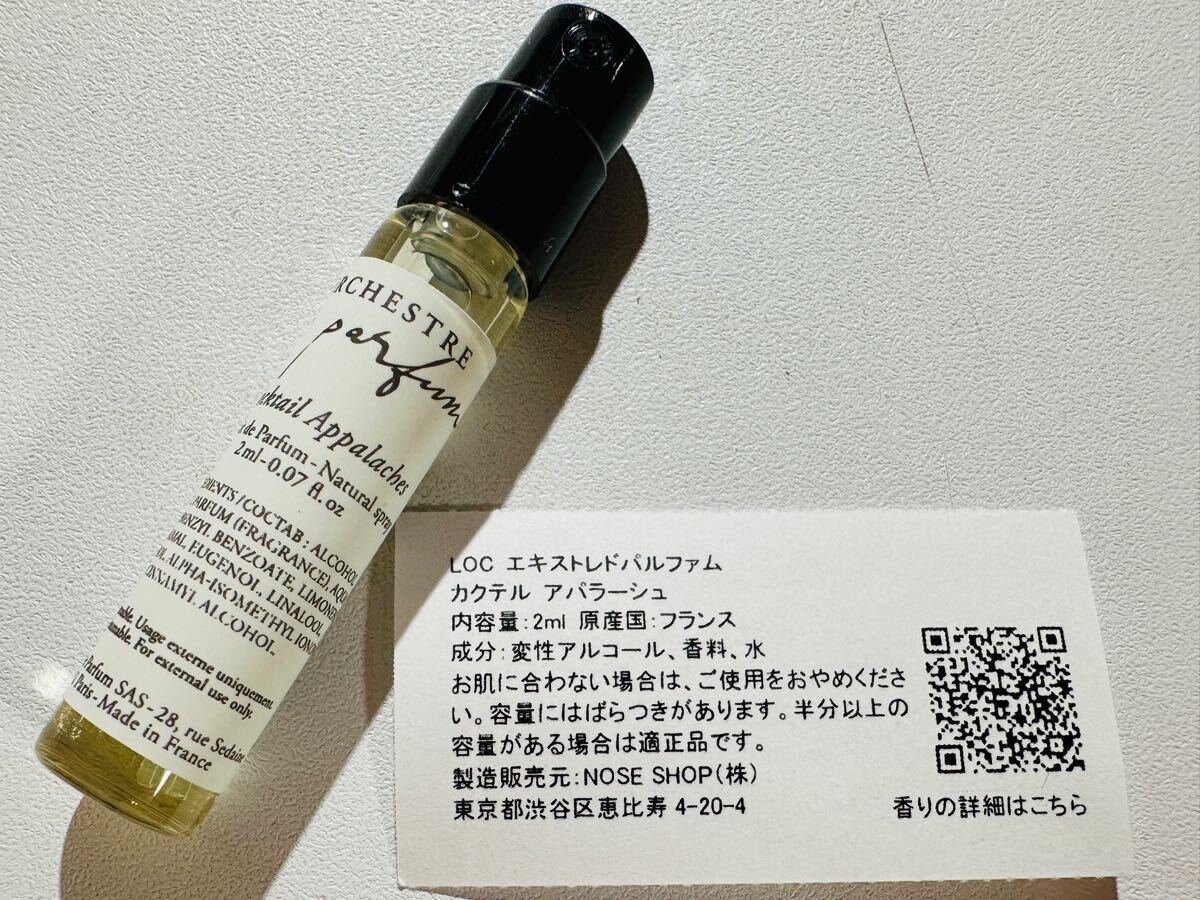 RCHESTRE
parfum
cktail Appalaches
de Parfum - Natural spray
2ml - 0.07 fl. oz
DIENTS / COCTAB : ALCOHOL
PARFUM (FRAGRANCE), AQU
BENZYL BENZOATE, LIMONEN
EUGENOL, LINALOOL,
ALPHA-ISOMETHYL IONO
CINNAMYL ALCOHOL.
mable. Usage externe uniquement.
mmable. For external use only.
Parfum SAS - 28, rue Sedaine
Paris - Made in France
LOC エキストレドパルファム
カクテル アパラーシュ
内容量:2ml 原産国:フランス
成分:変性アルコール、香料、水
お肌に合わない場合は、ご使用をおやめくださ
い。容量にはばらつきがあります。半分以上の
容量がある場合は適正品です。
製造販売元:NOSE SHOP(株)
東京都渋谷区恵比寿 4-20-4
香りの詳細はこちら